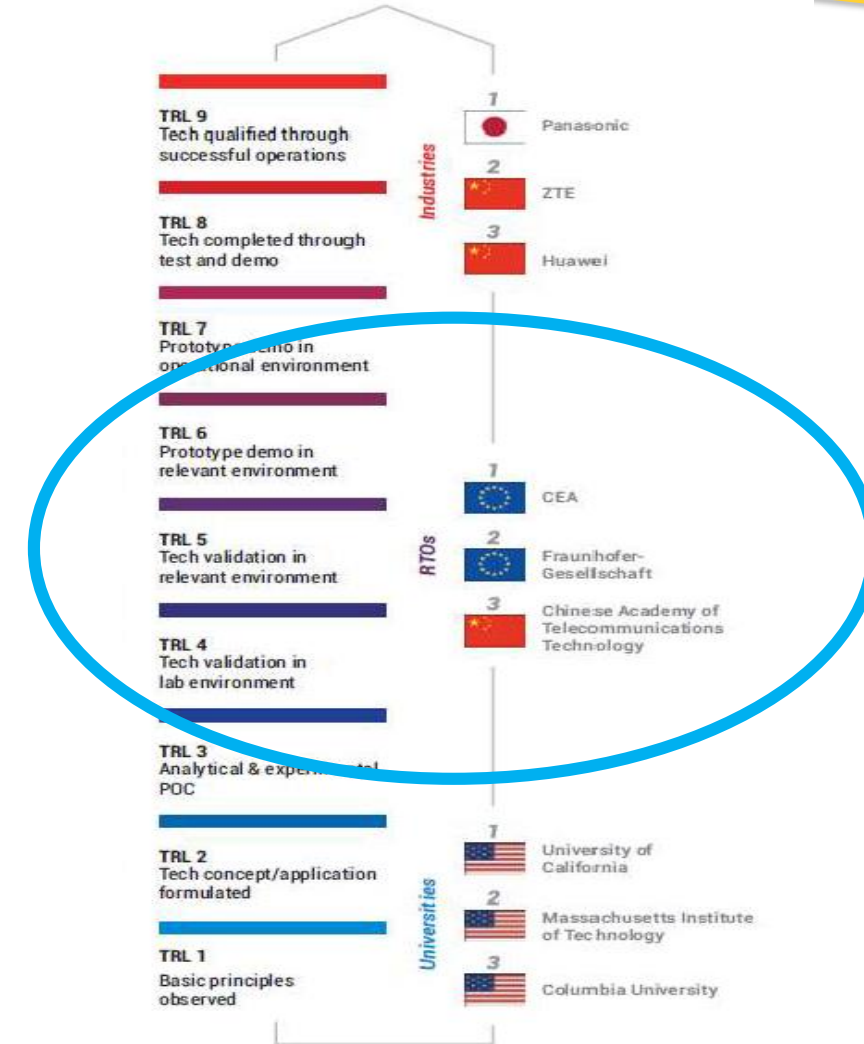 TRL 9
Tech qualified through
successful operations
TRL 8
Tech completed through
test and demo
TRL 7
Prototype demo in
operational environment
TRL 6
Prototype demo in
relevant environment
TRL 5
Tech validation in
relevant environment
TRL 4
Tech validation in
lab environment
TRL 3
Analytical & experimental
POC
TRL 2
Tech concept/application
formulated
TRL 1
Basic principles
observed
Industries
1
Panasonic
2
ZTE
3
Huawei
RTOs
1
CEA
2
Fraunhofer-
Gesellschaft
3
Chinese Academy of
Telecommunications
Technology
Universities
1
University of
California
2
Massachusetts Institute
of Technology
3
Columbia University